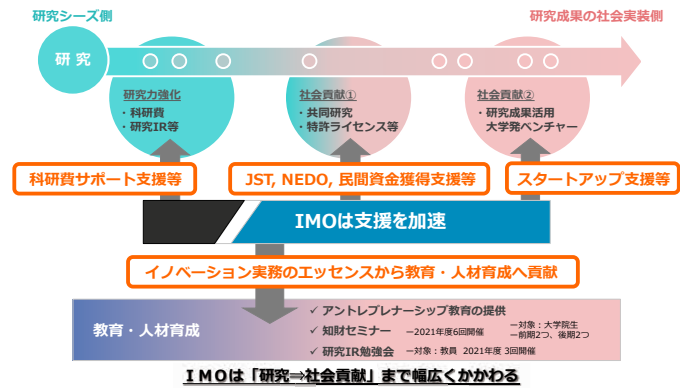 研究シーズ側
研究成果の社会実装側
研 究
研究力強化
・科研費
・研究IR等
社会貢献①
・共同研究
・特許ライセンス等
社会貢献②
・研究成果活用
大学発ベンチャー
科研費サポート支援等
JST, NEDO, 民間資金獲得支援等
スタートアップ支援等
IMOは支援を加速
イノベーション実務のエッセンスから教育・人材育成へ貢献
教育・人材育成
✓ アントレプレナーシップ教育の提供
✓ 知財セミナー ー2021年度6回開催
ー対象：大学院生
ー前期2つ、後期2つ
✓ 研究IR勉強会 ー対象：教員 2021年度 3回開催
ＩＭＯは「研究⇒社会貢献」まで幅広くかかわる